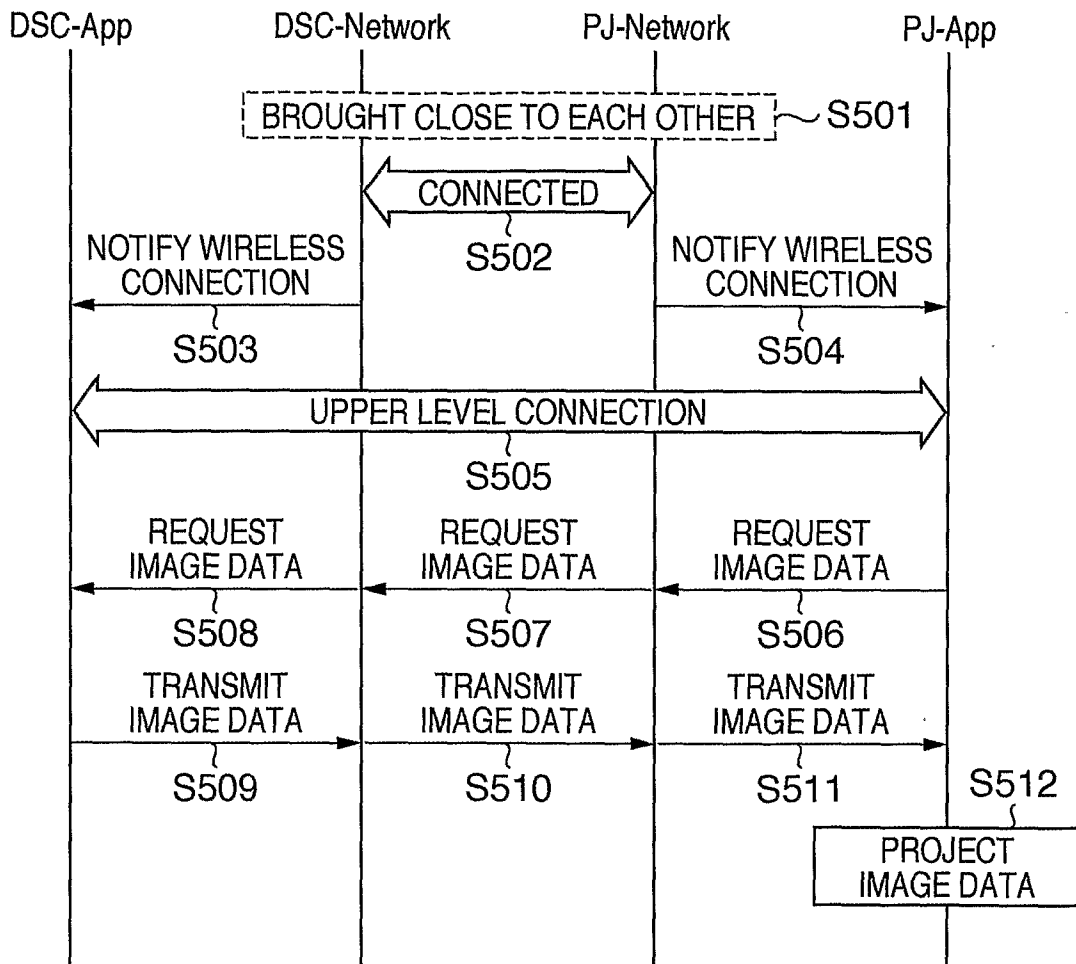 DSC-App DSC-Network PJ-Network PJ-App
BROUGHT CLOSE TO EACH OTHER S501
CONNECTED
S502
NOTIFY WIRELESS
CONNECTION
S503
NOTIFY WIRELESS
CONNECTION
S504
UPPER LEVEL CONNECTION
S505
REQUEST
IMAGE DATA
S508
REQUEST
IMAGE DATA
S507
REQUEST
IMAGE DATA
S506
TRANSMIT
IMAGE DATA
S509
TRANSMIT
IMAGE DATA
S510
TRANSMIT
IMAGE DATA
S511
S512
PROJECT
IMAGE DATA